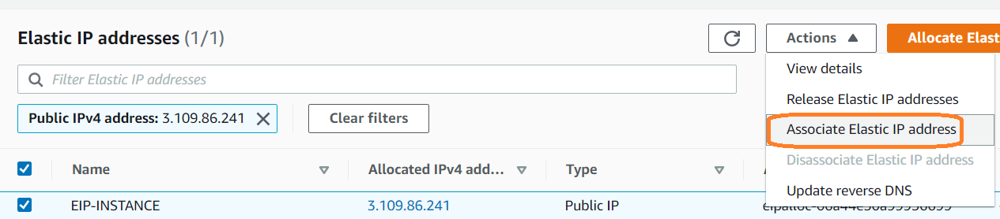 Elastic IP addresses (1/1)
Actions
Allocate Elast
Filter Elastic IP addresses
View details
Release Elastic IP addresses
Associate Elastic IP address
Disassociate Elastic IP address
Update reverse DNS
Public IPv4 address: 3.109.86.241
Clear filters
Name
Allocated IPv4 add...
Type
EIP-INSTANCE
3.109.86.241
Public IP